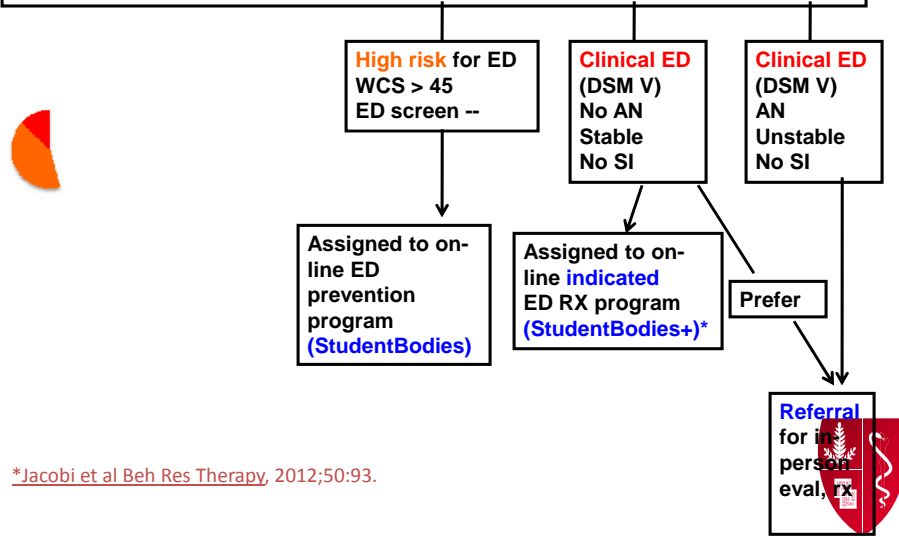 High risk for ED
WCS > 45
ED screen --
Clinical ED
(DSM V)
No AN
Stable
No SI
Clinical ED
(DSM V)
AN
Unstable
No SI
Assigned to on-
line ED
prevention
program
(StudentBodies)
Assigned to on-
line indicated
ED RX program
(StudentBodies+)*
Prefer
Referral
for in-
person
eval, rx
*Jacobi et al Beh Res Therapy, 2012;50:93.